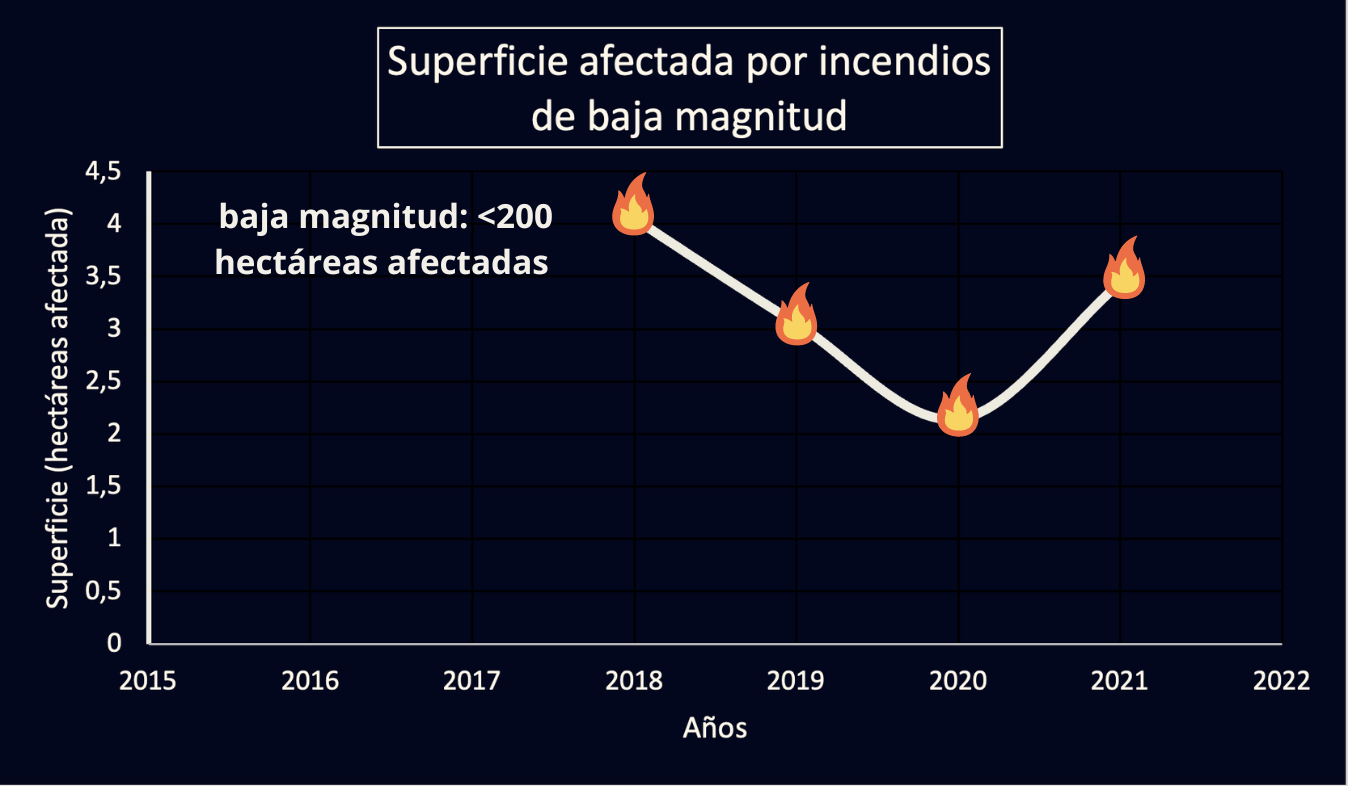 Superficie afectada por incendios
de baja magnitud
baja magnitud: <200
hectáreas afectadas
Superficie (hectáreas afectada)
4,5
4
3,5
3
2,5
2
1,5
1
0,5
0
2015 2016 2017 2018 2019 2020 2021 2022
Años